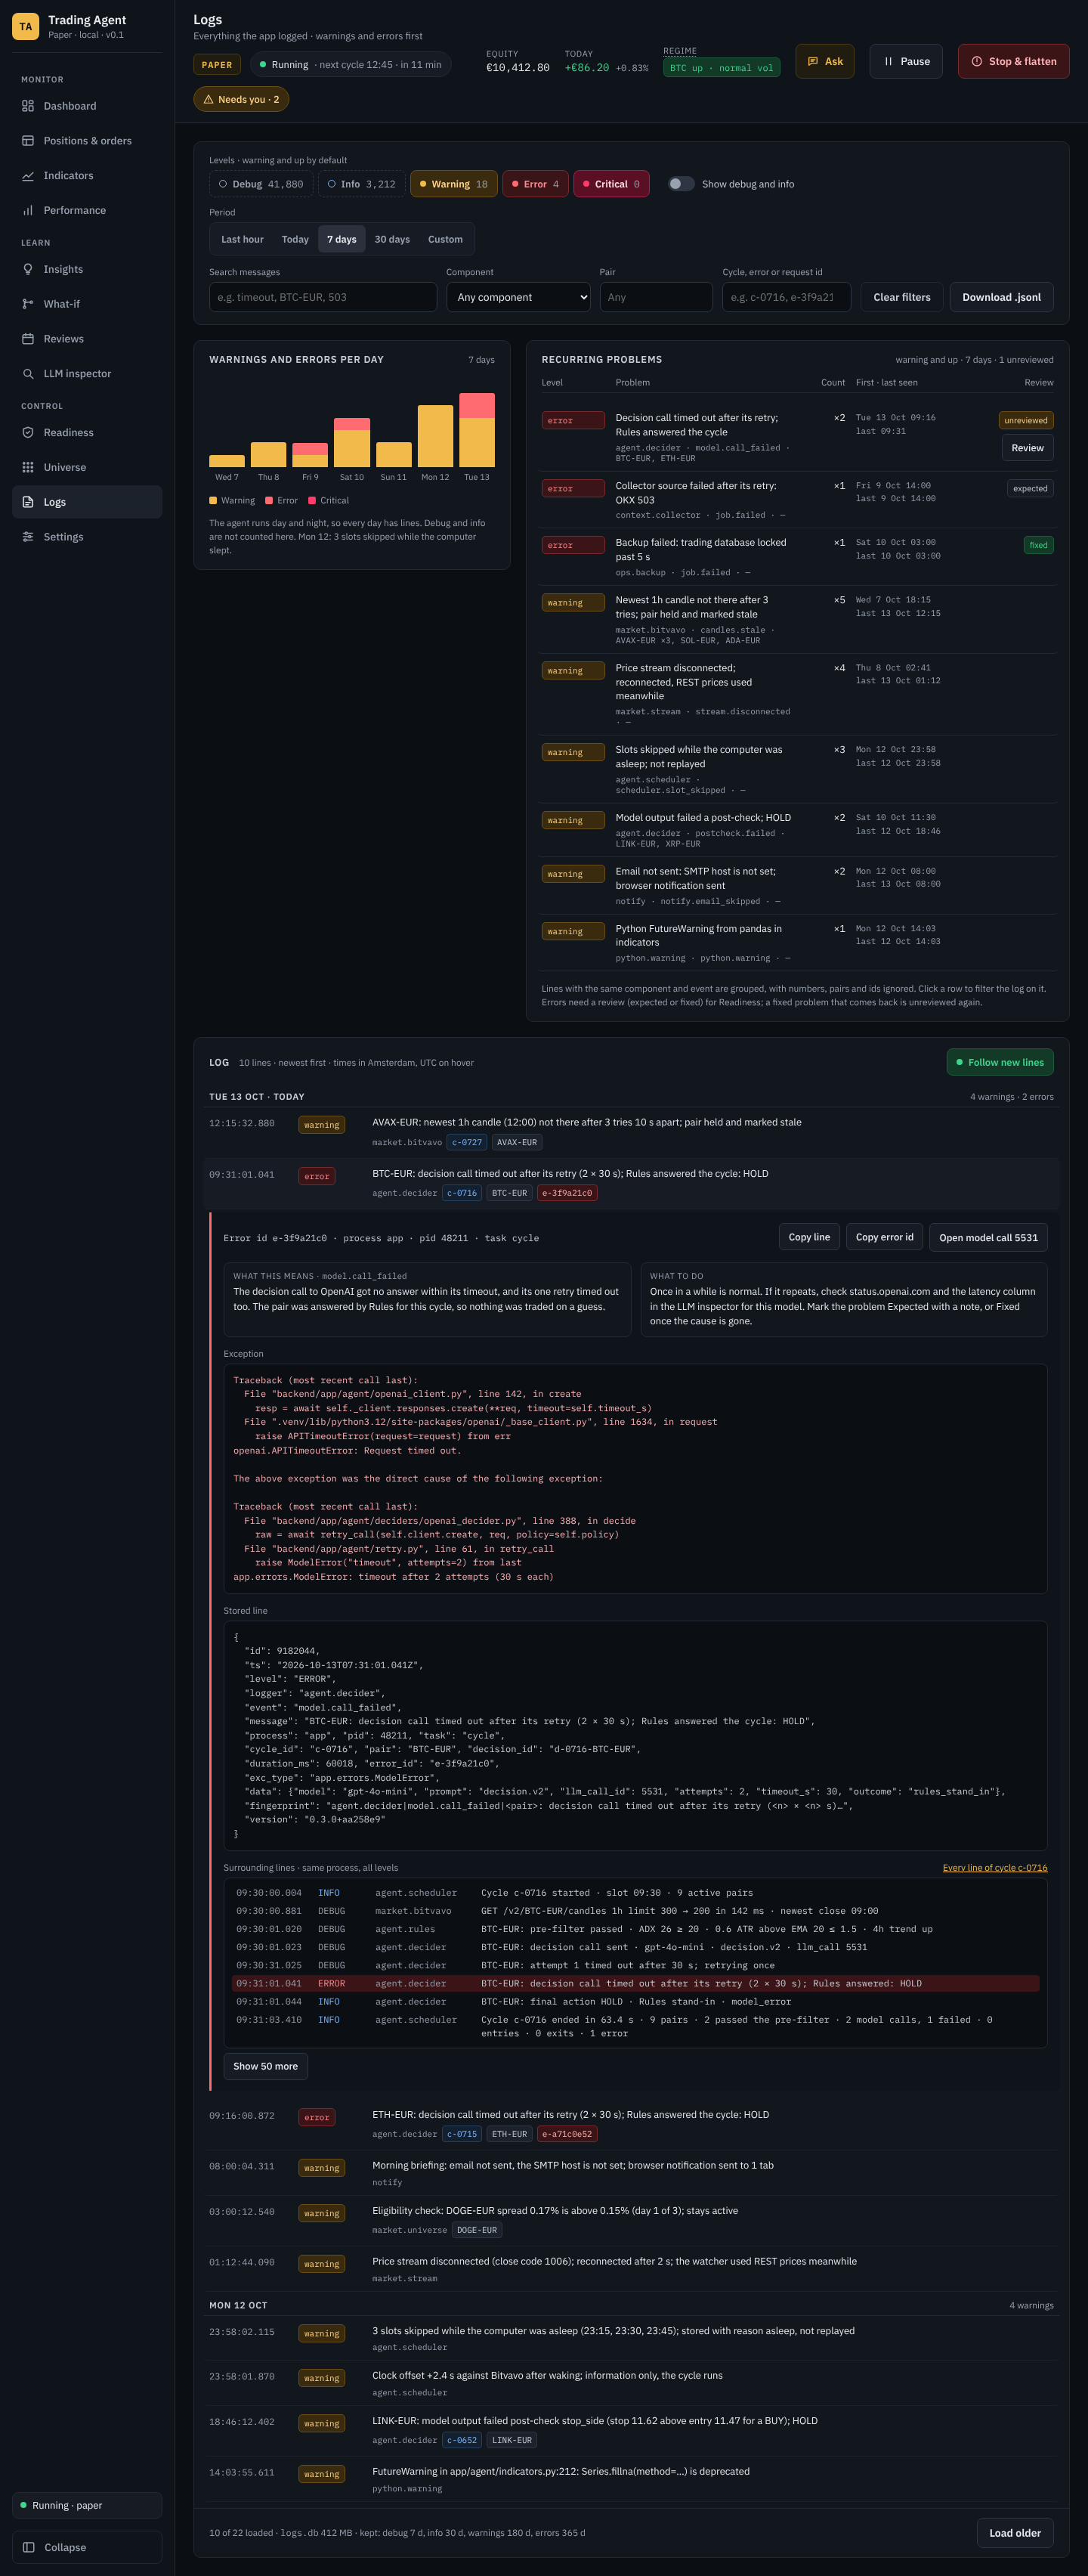 TA
Trading Agent
Paper · local · v0.1
MONITOR
Dashboard
Positions & orders
Indicators
Performance
LEARN
Insights
What-if
Reviews
LLM inspector
CONTROL
Readiness
Universe
Logs
Settings
Running · paper
Collapse
Logs
Everything the app logged · warnings and errors first
PAPER
Running · next cycle 12:45 · in 11 min
Needs you · 2
EQUITY
€10,412.80
TODAY
+€86.20 +0.83%
REGIME
BTC up · normal vol
Ask
Pause
Stop & flatten
Levels · warning and up by default
Debug 41,880
Info 3,212
Warning 18
Error 4
Critical 0
Show debug and info
Period
Last hour
Today
7 days
30 days
Custom
Search messages
Component
Pair
Cycle, error or request id
e.g. timeout, BTC-EUR, 503
Any component
Any
e.g. c-0716, e-3f9a21
Clear filters
Download .jsonl
WARNINGS AND ERRORS PER DAY
7 days
Wed 7 Thu 8 Fri 9 Sat 10 Sun 11 Mon 12 Tue 13
Warning Error Critical
The agent runs day and night, so every day has lines. Debug and info
are not counted here. Mon 12: 3 slots skipped while the computer
slept.
RECURRING PROBLEMS
warning and up · 7 days · 1 unreviewed
Level Problem Count First · last seen Review
error
Decision call timed out after its retry;
Rules answered the cycle
agent.decider · model.call_failed ·
BTC-EUR, ETH-EUR
×2
Tue 13 Oct 09:16
last 09:31
unreviewed
Review
error
Collector source failed after its retry;
OKX 503
context.collector · job.failed · —
×1
Fri 9 Oct 14:00
last 9 Oct 14:00
expected
error
Backup failed: trading database locked
past 5 s
ops.backup · job.failed · —
×1
Sat 10 Oct 03:00
last 10 Oct 03:00
fixed
warning
Newest 1h candle not there after 3
tries; pair held and marked stale
market.bitvavo · candles.stale ·
AVAX-EUR ×3, SOL-EUR, ADA-EUR
×5
Wed 7 Oct 18:15
last 13 Oct 12:15
warning
Price stream disconnected;
reconnected, REST prices used
meanwhile
market.stream · stream.disconnected
· —
×4
Thu 8 Oct 02:41
last 13 Oct 01:12
warning
Slots skipped while the computer was
asleep; not replayed
agent.scheduler ·
scheduler.slot_skipped · —
×3
Mon 12 Oct 23:58
last 12 Oct 23:58
warning
Model output failed a post-check; HOLD
agent.decider · postcheck.failed ·
LINK-EUR, XRP-EUR
×2
Sat 10 Oct 11:30
last 12 Oct 18:46
warning
Email not sent: SMTP host is not set;
browser notification sent
notify · notify.email_skipped · —
×2
Mon 12 Oct 08:00
last 13 Oct 08:00
warning
Python FutureWarning from pandas in
indicators
python.warning · python.warning · —
×1
Mon 12 Oct 14:03
last 12 Oct 14:03
Lines with the same component and event are grouped, with numbers, pairs and ids ignored. Click a row to filter the log on it.
Errors need a review (expected or fixed) for Readiness; a fixed problem that comes back is unreviewed again.
LOG 10 lines · newest first · times in Amsterdam, UTC on hover
Follow new lines
TUE 13 OCT · TODAY
4 warnings · 2 errors
12:15:32.880 warning AVAX-EUR: newest 1h candle (12:00) not there after 3 tries 10 s apart; pair held and marked stale
market.bitvavo c-0727 AVAX-EUR
09:31:01.041 error BTC-EUR: decision call timed out after its retry (2 × 30 s); Rules answered the cycle: HOLD
agent.decider c-0716 BTC-EUR e-3f9a21c0
Error id e-3f9a21c0 · process app · pid 48211 · task cycle
Copy line
Copy error id
Open model call 5531
WHAT THIS MEANS · model.call_failed
The decision call to OpenAI got no answer within its timeout, and its one retry timed out
too. The pair was answered by Rules for this cycle, so nothing was traded on a guess.
WHAT TO DO
Once in a while is normal. If it repeats, check status.openai.com and the latency column
in the LLM inspector for this model. Mark the problem Expected with a note, or Fixed
once the cause is gone.
Exception
Traceback (most recent call last):
File "backend/app/agent/openai_client.py", line 142, in create
resp = await self._client.responses.create(**req, timeout=self.timeout_s)
File ".venv/lib/python3.12/site-packages/openai/_base_client.py", line 1634, in request
raise APITimeoutError(request=request) from err
openai.APITimeoutError: Request timed out.
The above exception was the direct cause of the following exception:
Traceback (most recent call last):
File "backend/app/agent/deciders/openai_decider.py", line 388, in decide
raw = await retry_call(self.client.create, req, policy=self.policy)
File "backend/app/agent/retry.py", line 61, in retry_call
raise ModelError("timeout", attempts=2) from last
app.errors.ModelError: timeout after 2 attempts (30 s each)
Stored line
{
"id": 9182044,
"ts": "2026-10-13T07:31:01.041Z",
"level": "ERROR",
"logger": "agent.decider",
"event": "model.call_failed",
"message": "BTC-EUR: decision call timed out after its retry (2 × 30 s); Rules answered the cycle: HOLD",
"process": "app", "pid": 48211, "task": "cycle",
"cycle_id": "c-0716", "pair": "BTC-EUR", "decision_id": "d-0716-BTC-EUR",
"duration_ms": 60018, "error_id": "e-3f9a21c0",
"exc_type": "app.errors.ModelError",
"data": {"model": "gpt-4o-mini", "prompt": "decision.v2", "llm_call_id": 5531, "attempts": 2, "timeout_s": 30, "outcome": "rules_stand_in"},
"fingerprint": "agent.decider|model.call_failed|<pair>: decision call timed out after its retry (<n> × <n> s)…",
"version": "0.3.0+aa258e9"
}
Surrounding lines · same process, all levels
Every line of cycle c-0716
09:30:00.004 INFO agent.scheduler Cycle c-0716 started · slot 09:30 · 9 active pairs
09:30:00.881 DEBUG market.bitvavo GET /v2/BTC-EUR/candles 1h limit 300 → 200 in 142 ms · newest close 09:00
09:30:01.020 DEBUG agent.rules BTC-EUR: pre-filter passed · ADX 26 ≥ 20 · 0.6 ATR above EMA 20 ≤ 1.5 · 4h trend up
09:30:01.023 DEBUG agent.decider BTC-EUR: decision call sent · gpt-4o-mini · decision.v2 · llm_call 5531
09:30:31.025 DEBUG agent.decider BTC-EUR: attempt 1 timed out after 30 s; retrying once
09:31:01.041 ERROR agent.decider BTC-EUR: decision call timed out after its retry (2 × 30 s); Rules answered: HOLD
09:31:01.044 INFO agent.decider BTC-EUR: final action HOLD · Rules stand-in · model_error
09:31:03.410 INFO agent.scheduler Cycle c-0716 ended in 63.4 s · 9 pairs · 2 passed the pre-filter · 2 model calls, 1 failed · 0
entries · 0 exits · 1 error
Show 50 more
09:16:00.872 error ETH-EUR: decision call timed out after its retry (2 × 30 s); Rules answered the cycle: HOLD
agent.decider c-0715 ETH-EUR e-a71c0e52
08:00:04.311 warning Morning briefing: email not sent, the SMTP host is not set; browser notification sent to 1 tab
notify
03:00:12.540 warning Eligibility check: DOGE-EUR spread 0.17% is above 0.15% (day 1 of 3); stays active
market.universe DOGE-EUR
01:12:44.090 warning Price stream disconnected (close code 1006); reconnected after 2 s; the watcher used REST prices meanwhile
market.stream
MON 12 OCT
4 warnings
23:58:02.115 warning 3 slots skipped while the computer was asleep (23:15, 23:30, 23:45); stored with reason asleep, not replayed
agent.scheduler
23:58:01.870 warning Clock offset +2.4 s against Bitvavo after waking; information only, the cycle runs
agent.scheduler
18:46:12.402 warning LINK-EUR: model output failed post-check stop_side (stop 11.62 above entry 11.47 for a BUY); HOLD
agent.decider c-0652 LINK-EUR
14:03:55.611 warning FutureWarning in app/agent/indicators.py:212: Series.fillna(method=…) is deprecated
python.warning
10 of 22 loaded · logs.db 412 MB · kept: debug 7 d, info 30 d, warnings 180 d, errors 365 d
Load older